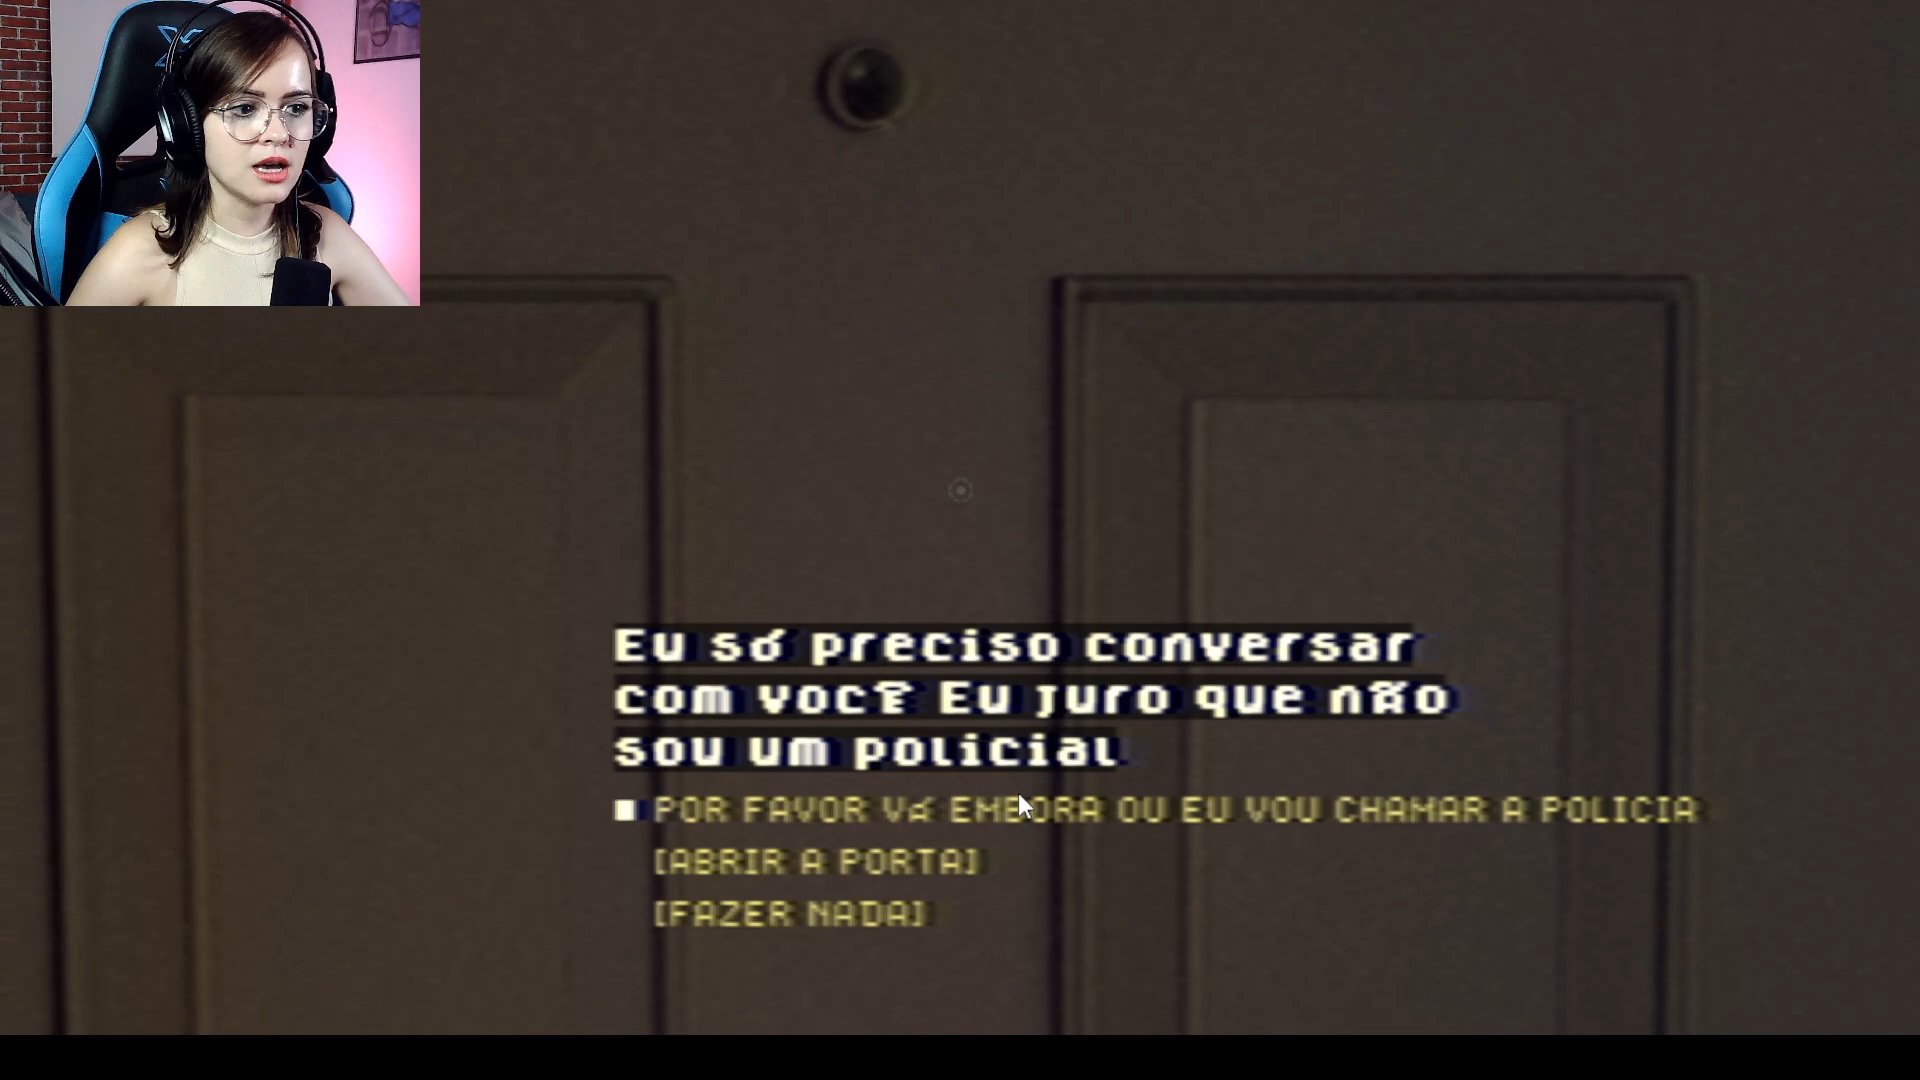 Eu só preciso conversar
com você Eu juro que não
sou um policial
POR FAVOR Vá EMBORA OU EU VOU CHAMAR A POLICIA
[ABRIR A PORTA]
[FAZER NADA]